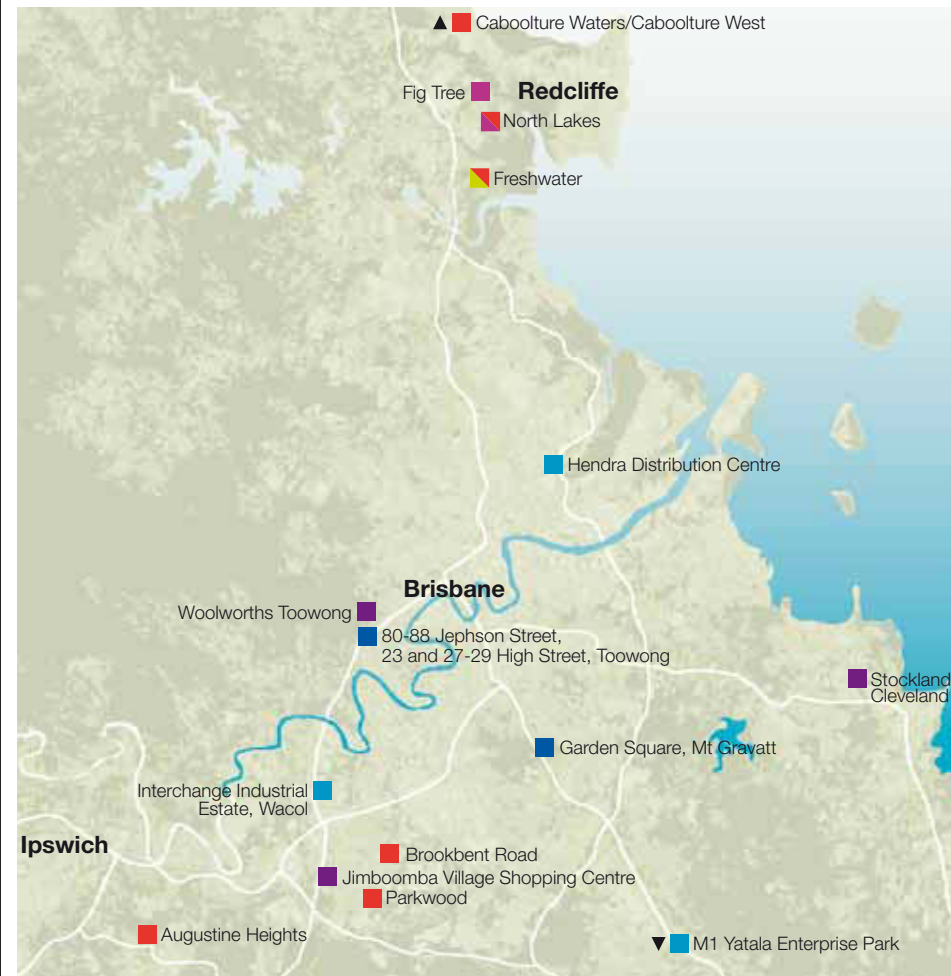 ▲ Caboolture Waters/Caboolture West
Fig Tree
Redcliffe
North Lakes
Freshwater
Hendra Distribution Centre
Brisbane
Woolworths Toowong
80-88 Jephson Street,
23 and 27-29 High Street, Toowong
Stockland
Cleveland
Garden Square, Mt Gravatt
Interchange Industrial
Estate, Wacol
Ipswich
Brookbent Road
Jimboomba Village Shopping Centre
Parkwood
Augustine Heights
▼ M1 Yatala Enterprise Park